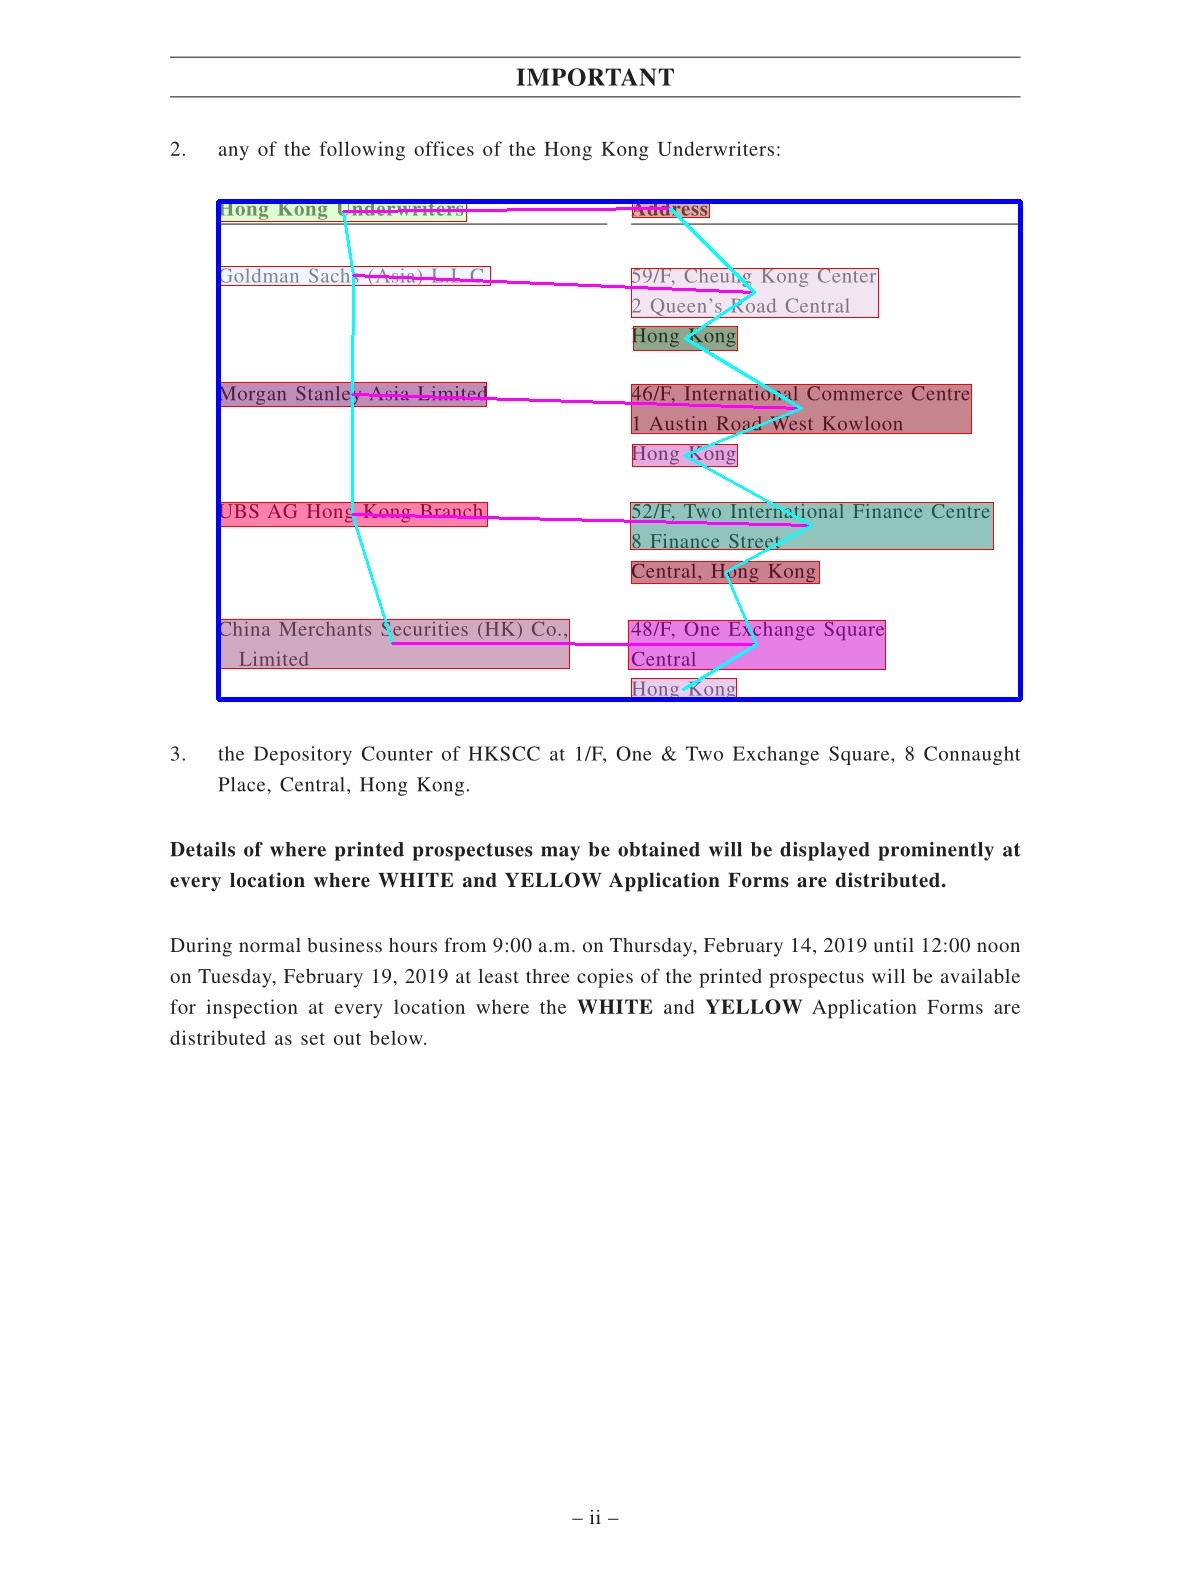 IMPORTANT
2. any of the following offices of the Hong Kong Underwriters:
Hong Kong Underwriters Address
Goldman Sachs (Asia) L.L.C. 59/F, Cheung Kong Center
2 Queen's Road Central
Hong Kong
Morgan Stanley Asia Limited 46/F, International Commerce Centre
1 Austin Road West Kowloon
Hong Kong
UBS AG Hong Kong Branch 52/F, Two International Finance Centre
8 Finance Street
Central, Hong Kong
China Merchants Securities (HK) Co., 48/F, One Exchange Square
Limited Central
Hong Kong
3. the Depository Counter of HKSCC at 1/F, One & Two Exchange Square, 8 Connaught
Place, Central, Hong Kong.
Details of where printed prospectuses may be obtained will be displayed prominently at
every location where WHITE and YELLOW Application Forms are distributed.
During normal business hours from 9:00 a.m. on Thursday, February 14, 2019 until 12:00 noon
on Tuesday, February 19, 2019 at least three copies of the printed prospectus will be available
for inspection at every location where the WHITE and YELLOW Application Forms are
distributed as set out below.
– ii –